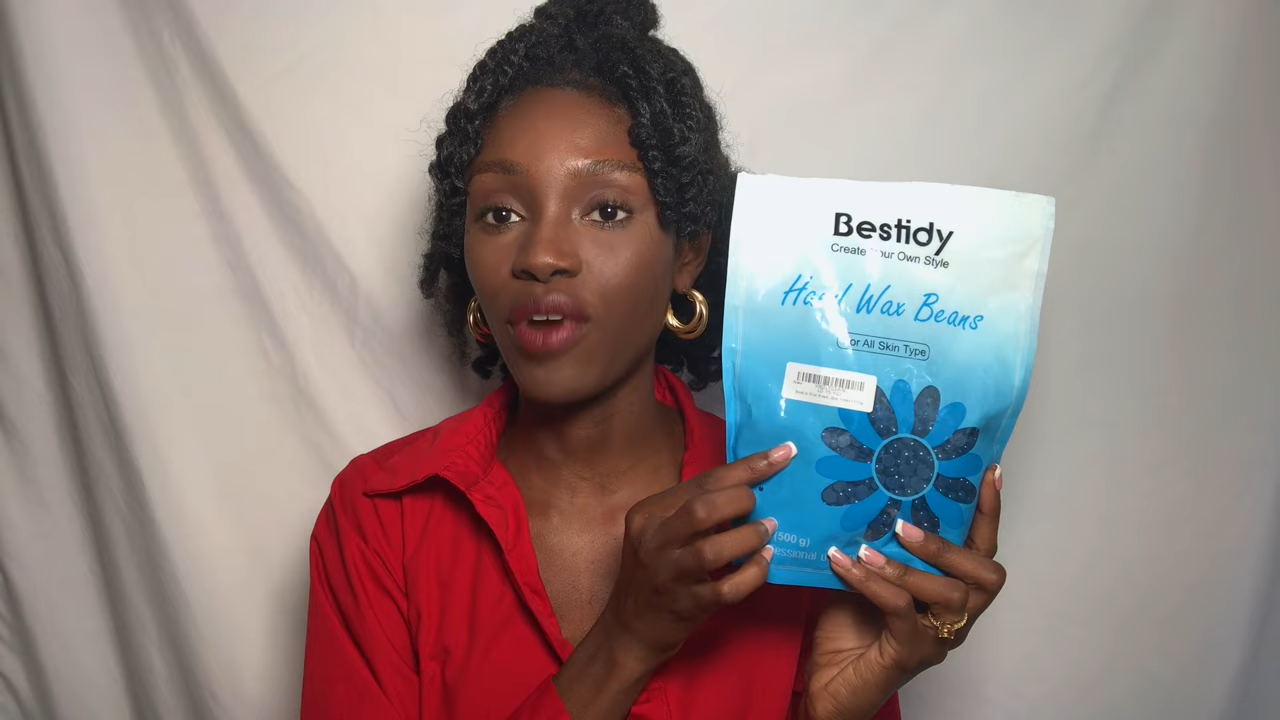 Bestidy
Create Your Own Style
Hard Wax Beans
For All Skin Type
(500 g)